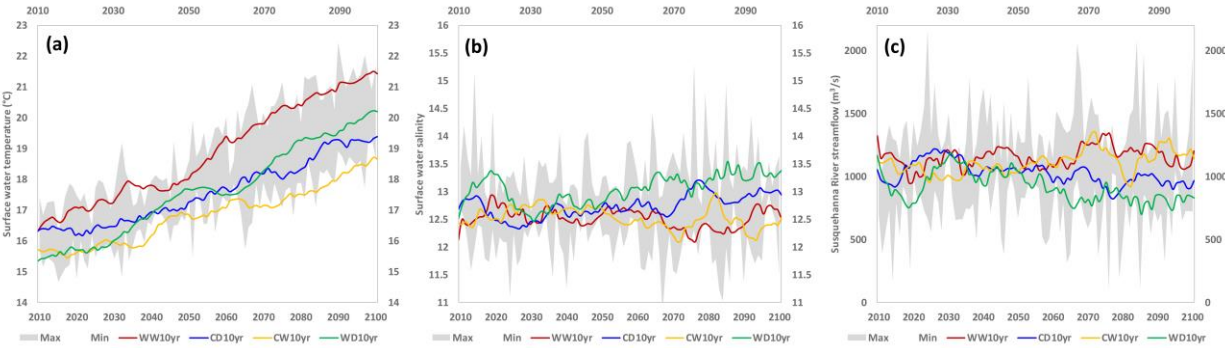 2010 2030 2050 2070 2090
23 23
22 22
21 21
20 20
19 19
18 18
17 17
16 16
15 15
14 14
(a)
Surface water temperature (°C)
2010 2020 2030 2040 2050 2060 2070 2080 2090 2100
Max Min WW10yr CD10yr CW10yr WD10yr
2010 2030 2050 2070 2090
16 16
15.5 15.5
15 15
14.5 14.5
14 14
13.5 13.5
13 13
12.5 12.5
12 12
11.5 11.5
11 11
(b)
Surface water salinity
2010 2020 2030 2040 2050 2060 2070 2080 2090 2100
Max Min WW10yr CD10yr CW10yr WD10yr
2010 2030 2050 2070 2090
2000 2000
1500 1500
1000 1000
500 500
0 0
(c)
Susquehanna River streamflow (m³/s)
2010 2020 2030 2040 2050 2060 2070 2080 2090 2100
Max Min WW10yr CD10yr CW10yr WD10yr